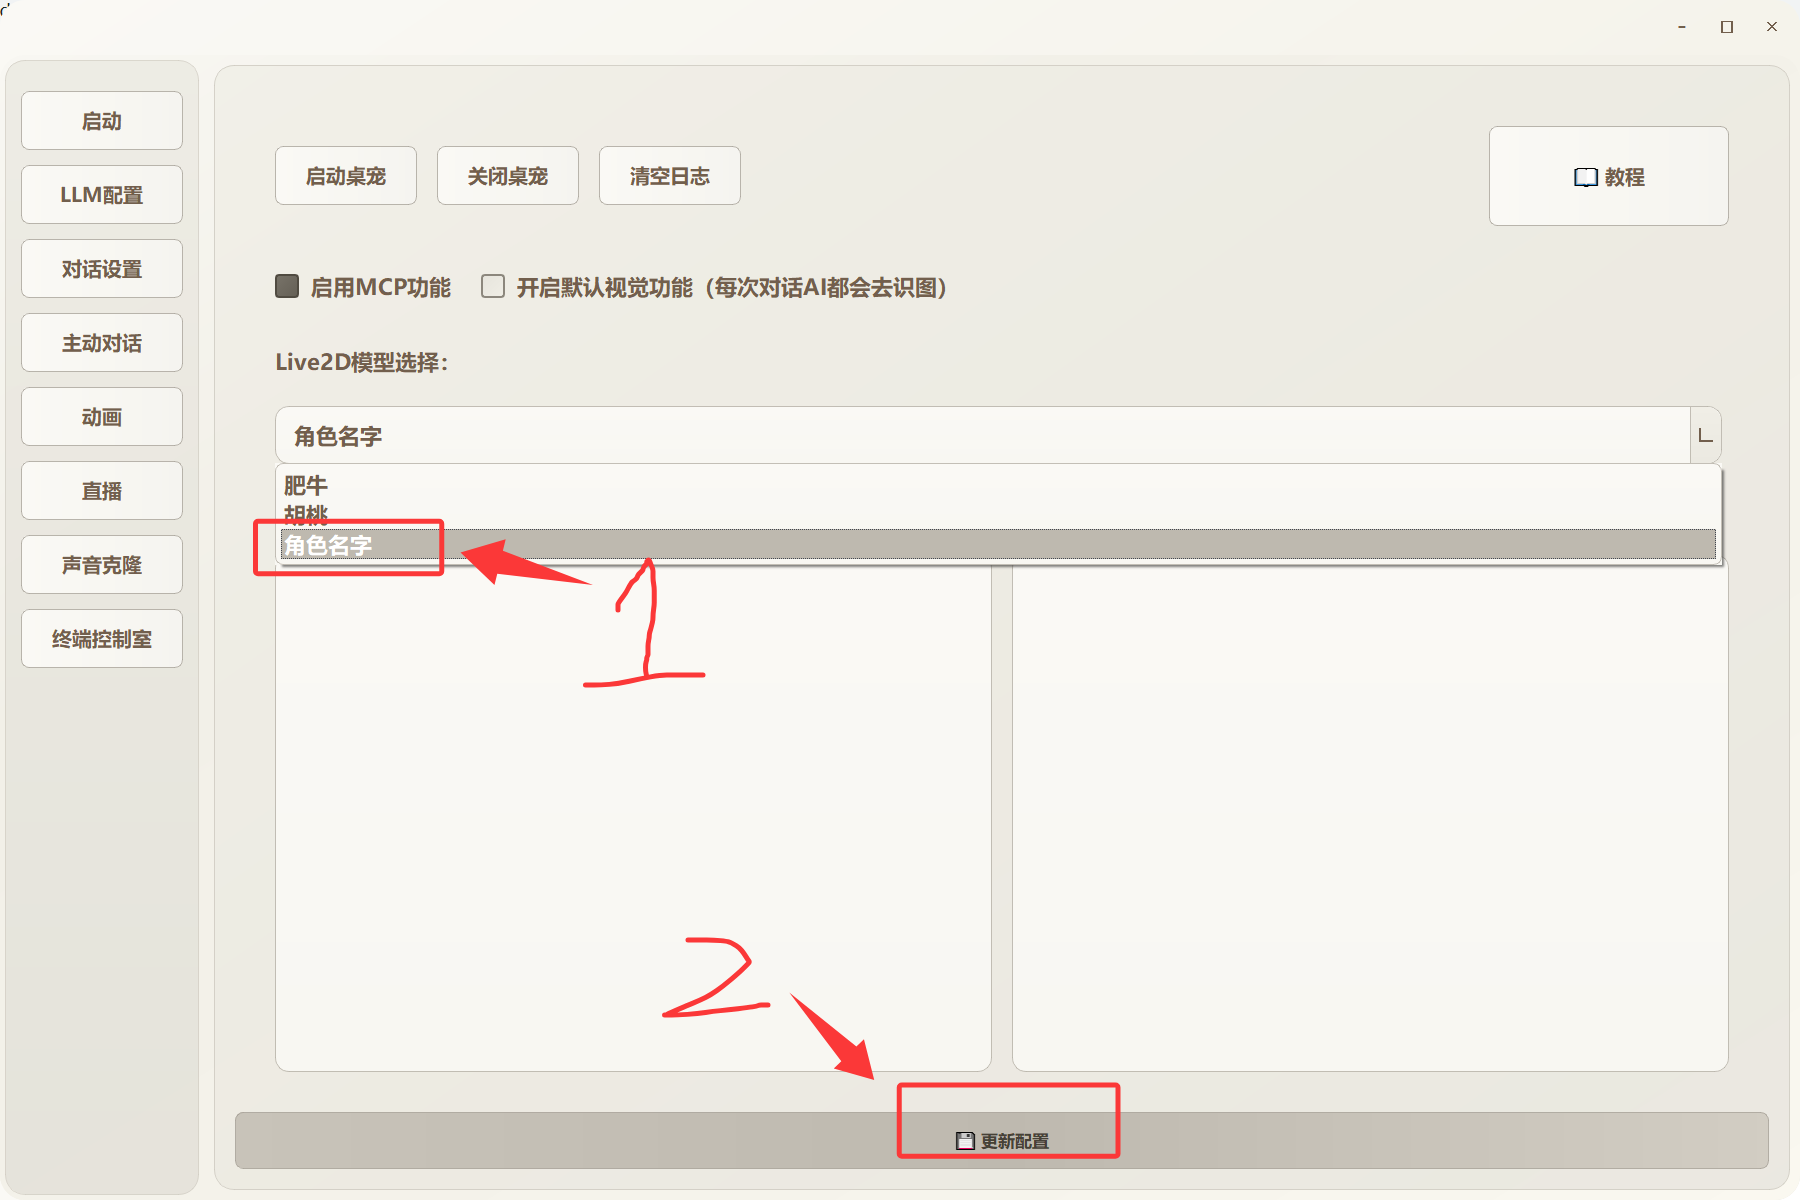 启动
LLM配置
对话设置
主动对话
动画
直播
声音克隆
终端控制室
启动桌宠
关闭桌宠
清空日志
教程
启用MCP功能
开启默认视觉功能（每次对话AI都会去识图）
Live2D模型选择：
角色名字
肥牛
胡桃
角色名字
1
2
更新配置